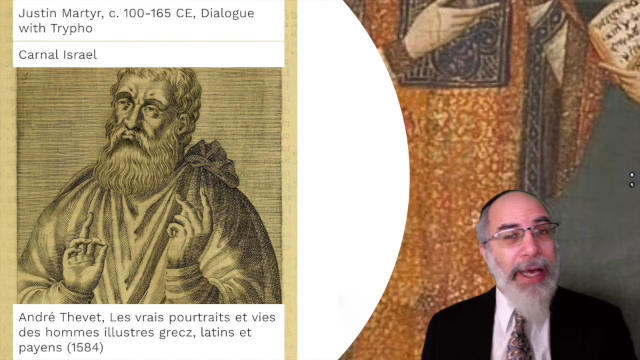 Justin Martyr, c. 100-165 CE, Dialogue
with Trypho
Carnal Israel
André Thevet, Les vrais pourtraits et vies
des hommes illustres grecz, latins et
payens (1584)